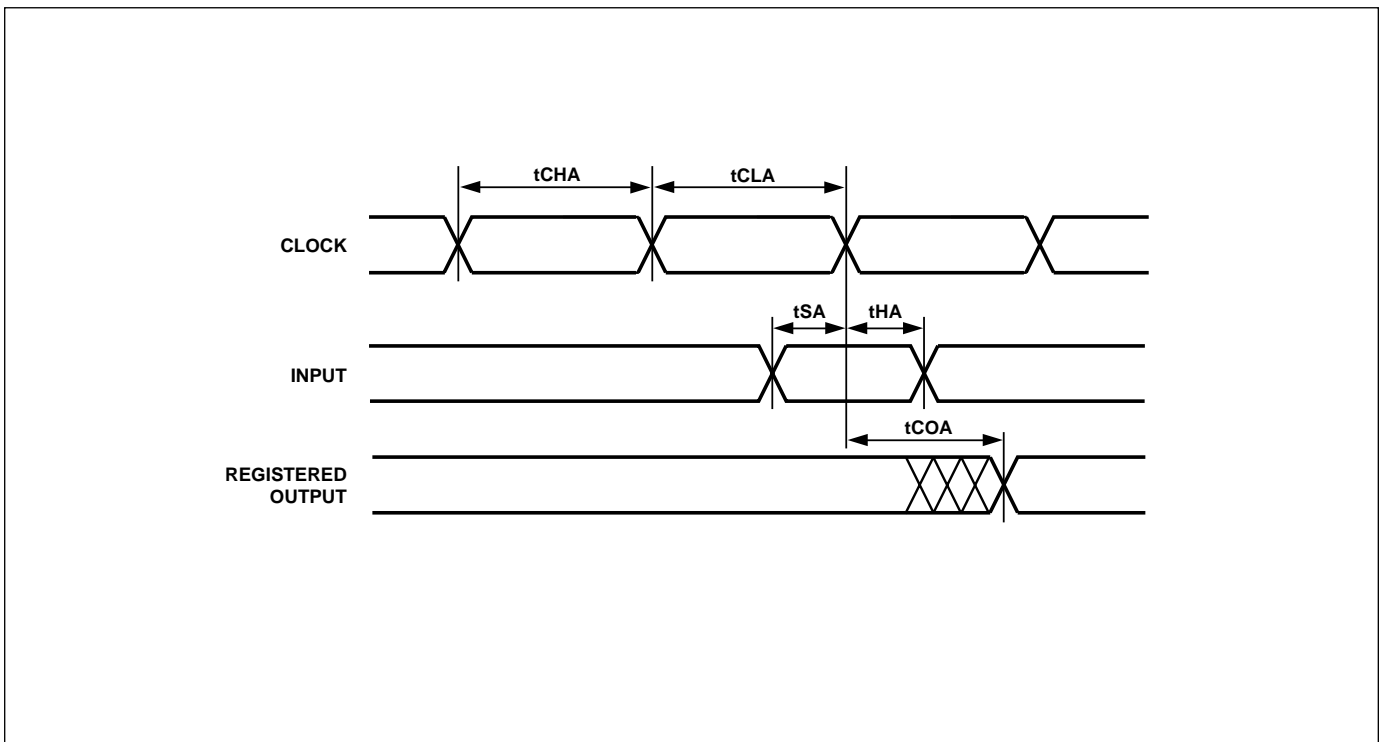 tCHA
tCLA
CLOCK
tSA
tHA
INPUT
tCOA
REGISTERED
OUTPUT